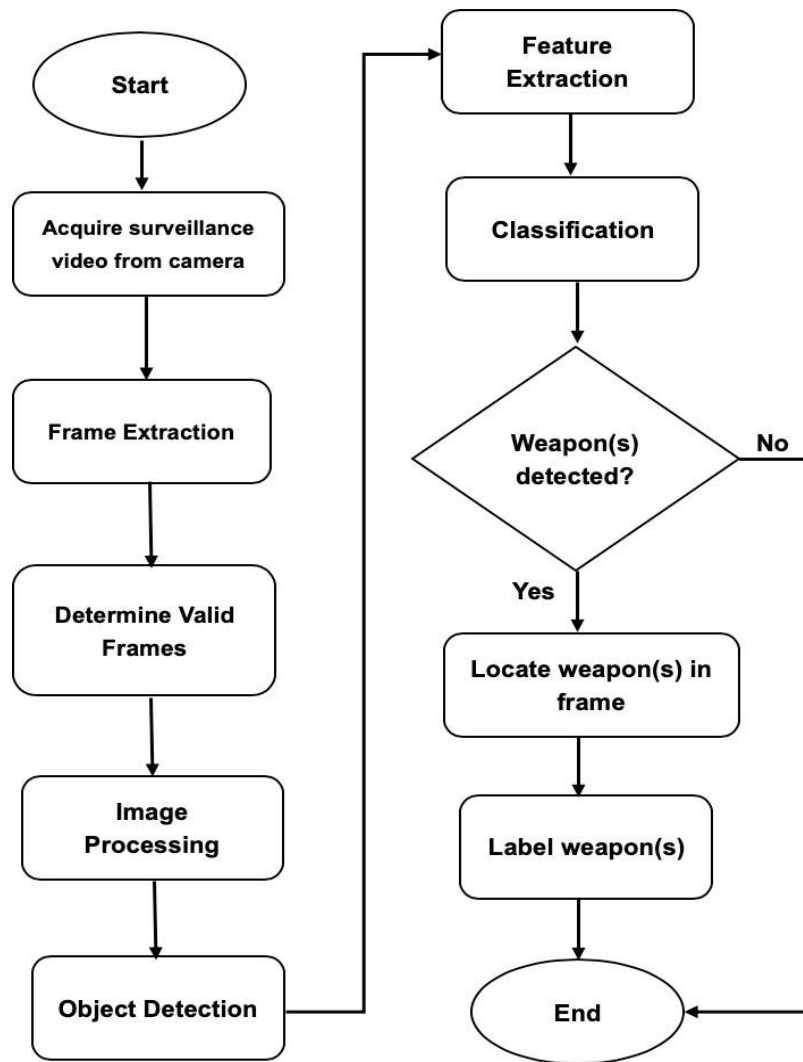 Start
Acquire surveillance
video from camera
Frame Extraction
Determine Valid
Frames
Image
Processing
Object Detection
Feature
Extraction
Classification
Weapon(s)
detected?
No
Yes
Locate weapon(s) in
frame
Label weapon(s)
End